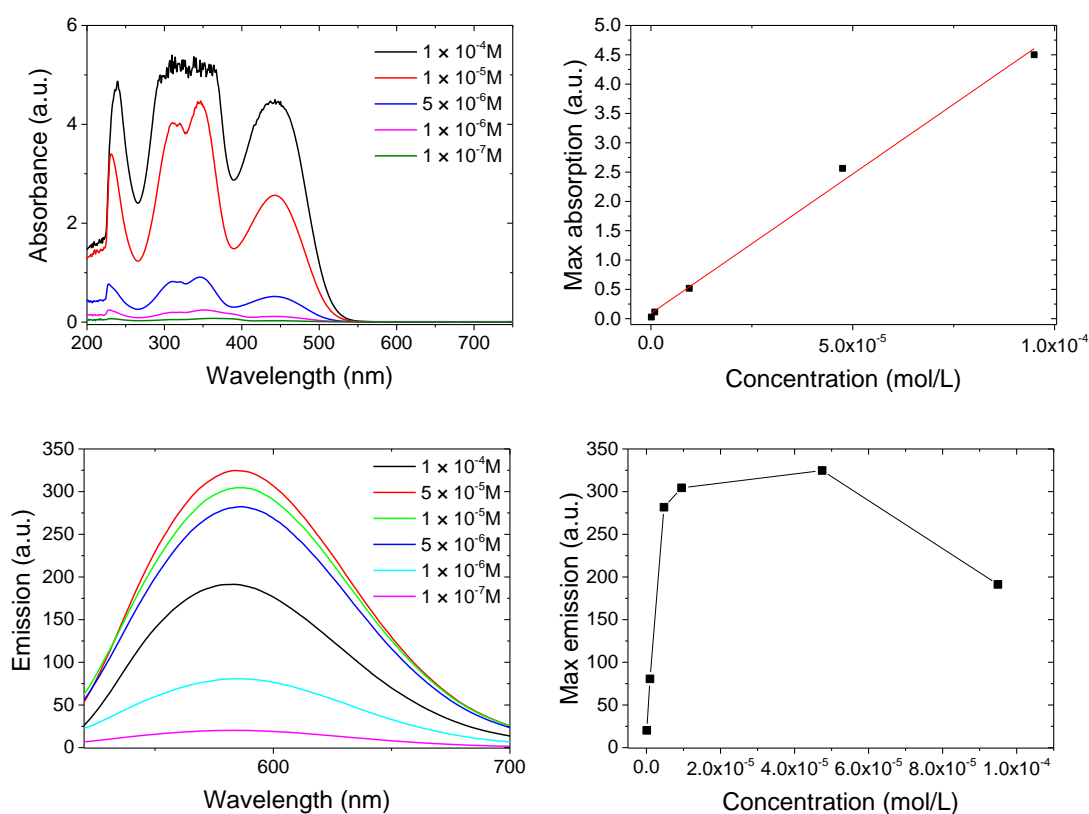 6
4
2
0
200
300
400
500
600
700
Absorbance (a.u.)
Wavelength (nm)
1 × 10⁻⁴M
1 × 10⁻⁵M
5 × 10⁻⁶M
1 × 10⁻⁶M
1 × 10⁻⁷M
5.0
4.5
4.0
3.5
3.0
2.5
2.0
1.5
1.0
0.5
0.0
0.0
5.0x10⁻⁵
1.0x10⁻⁴
Max absorption (a.u.)
Concentration (mol/L)
350
300
250
200
150
100
50
0
600
700
Emission (a.u.)
Wavelength (nm)
1 × 10⁻⁴M
5 × 10⁻⁵M
1 × 10⁻⁵M
5 × 10⁻⁶M
1 × 10⁻⁶M
1 × 10⁻⁷M
350
300
250
200
150
100
50
0
0.0
2.0x10⁻⁵
4.0x10⁻⁵
6.0x10⁻⁵
8.0x10⁻⁵
1.0x10⁻⁴
Max emission (a.u.)
Concentration (mol/L)